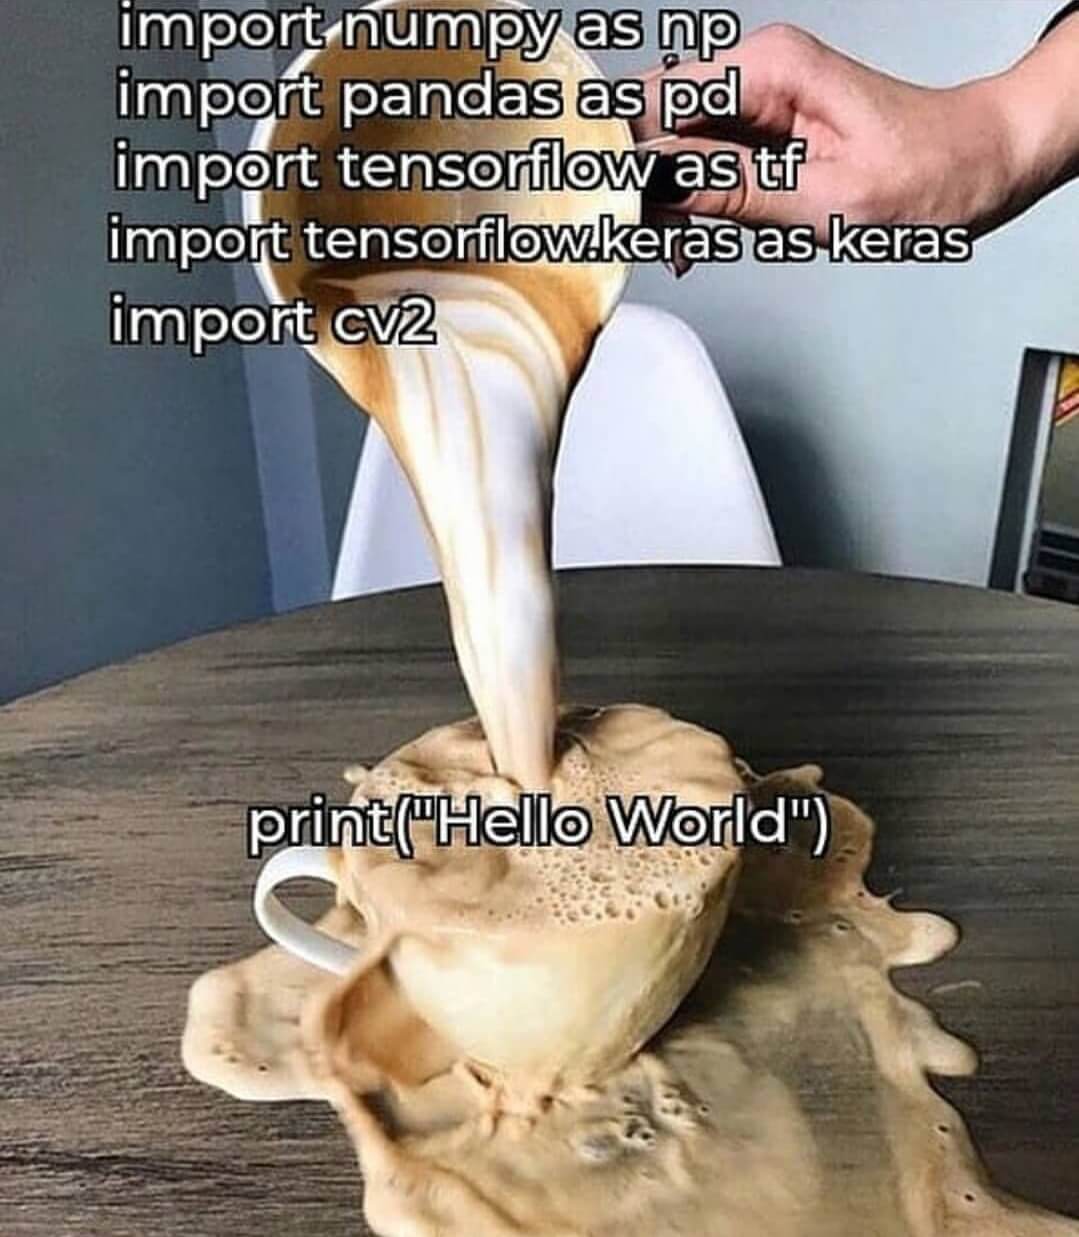 import numpy as np
import pandas as pd
import tensorflow as tf
import tensorflow.keras as keras
import cv2
print("Hello World")